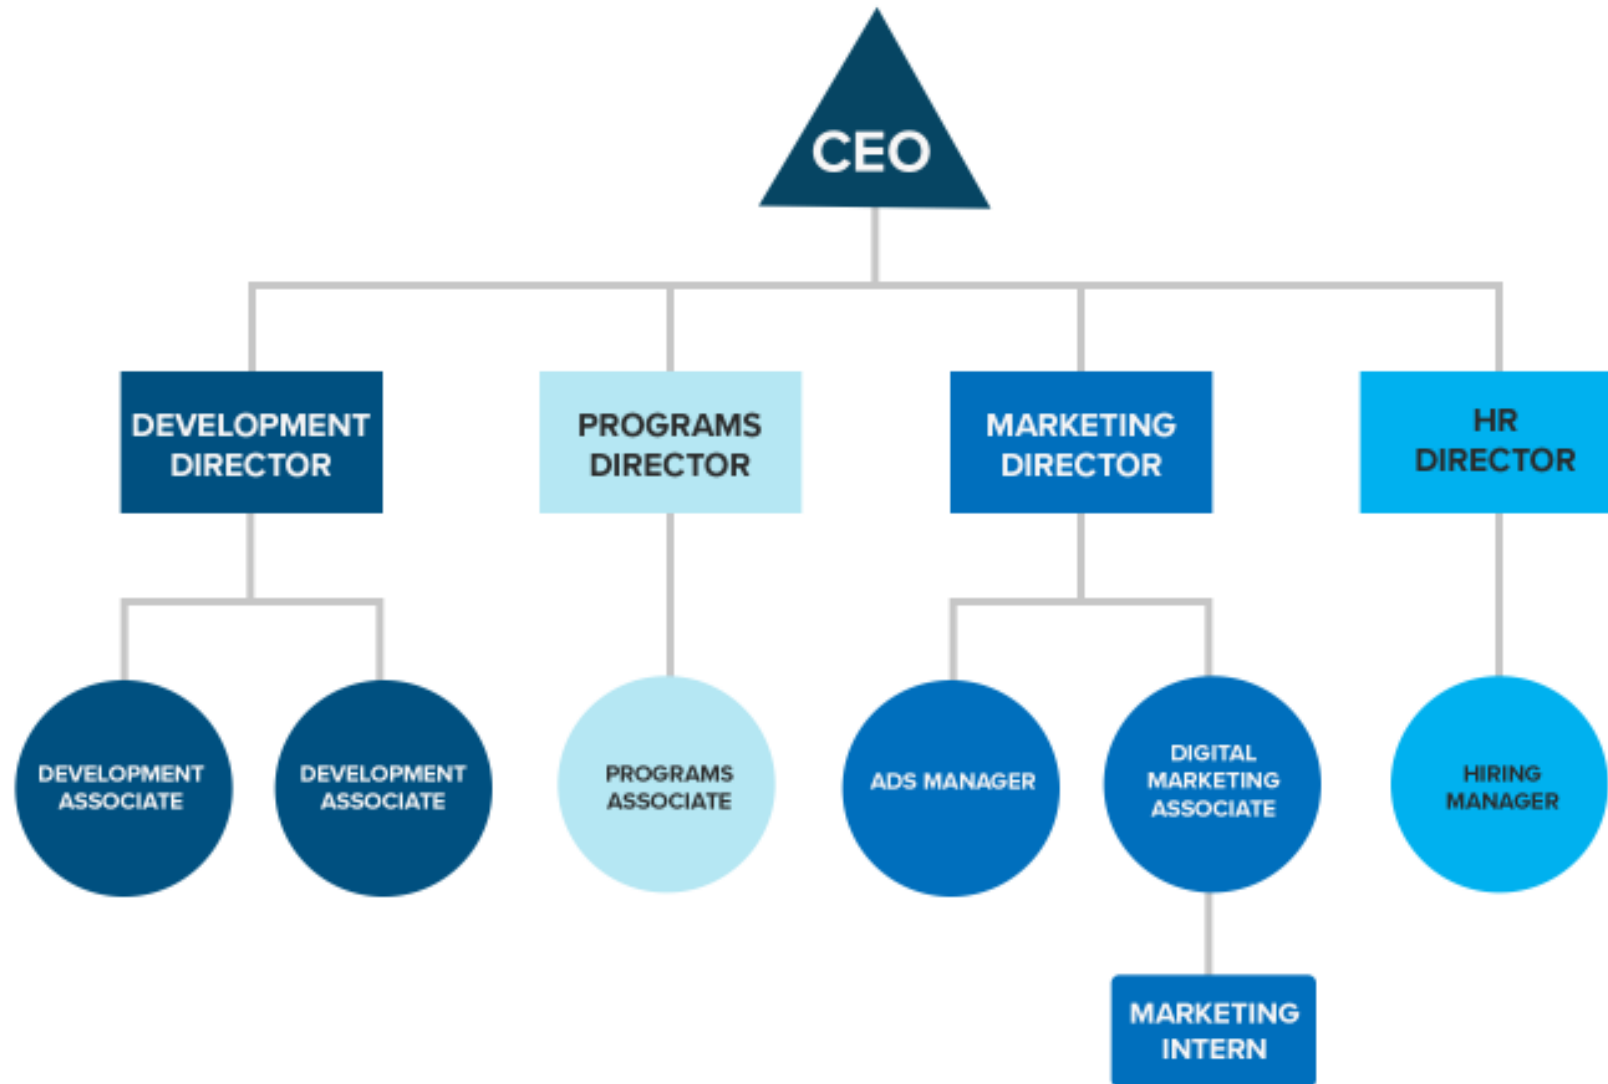 CEO
DEVELOPMENT
DIRECTOR
PROGRAMS
DIRECTOR
MARKETING
DIRECTOR
HR
DIRECTOR
DEVELOPMENT
ASSOCIATE
DEVELOPMENT
ASSOCIATE
PROGRAMS
ASSOCIATE
ADS MANAGER
DIGITAL
MARKETING
ASSOCIATE
HIRING
MANAGER
MARKETING
INTERN